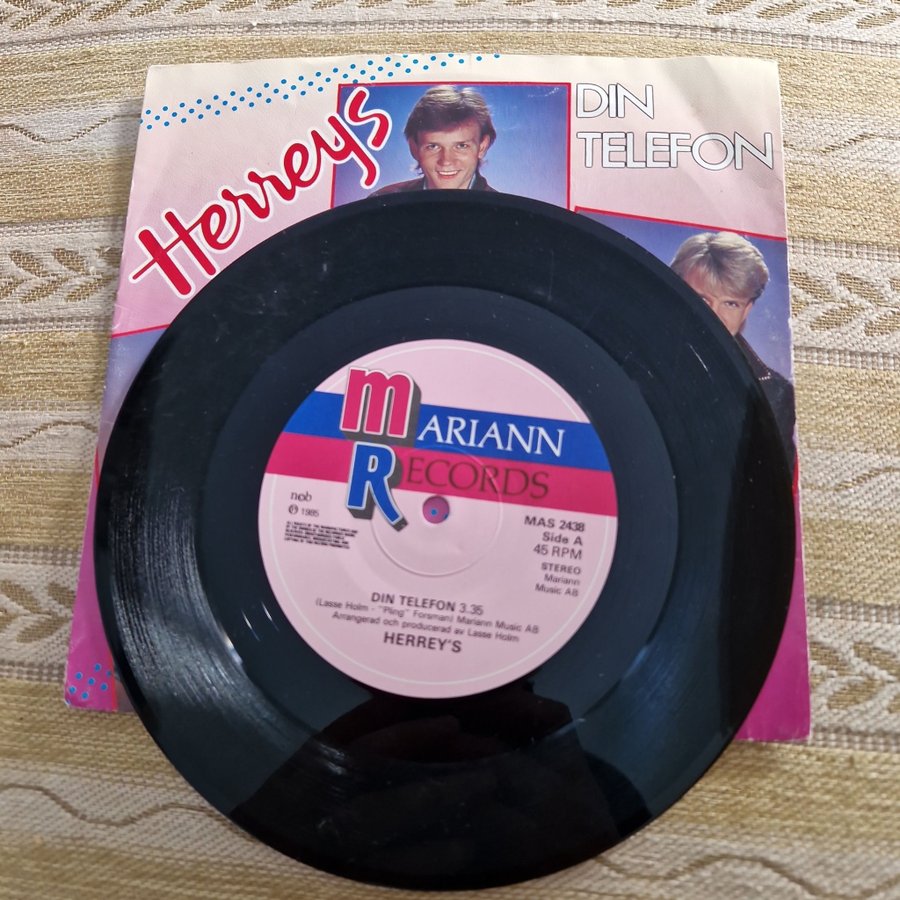 Herreys
DIN
TELEFON
MARIANN
RECORDS
ncb
℗ 1985
MAS 2438
Side A
45 RPM
STEREO
Mariann
Music AB
DIN TELEFON 3.35
(Lasse Holm - "Pling" Forsman) Mariann Music AB
Arrangerad och producerad av Lasse Holm
HERREY'S